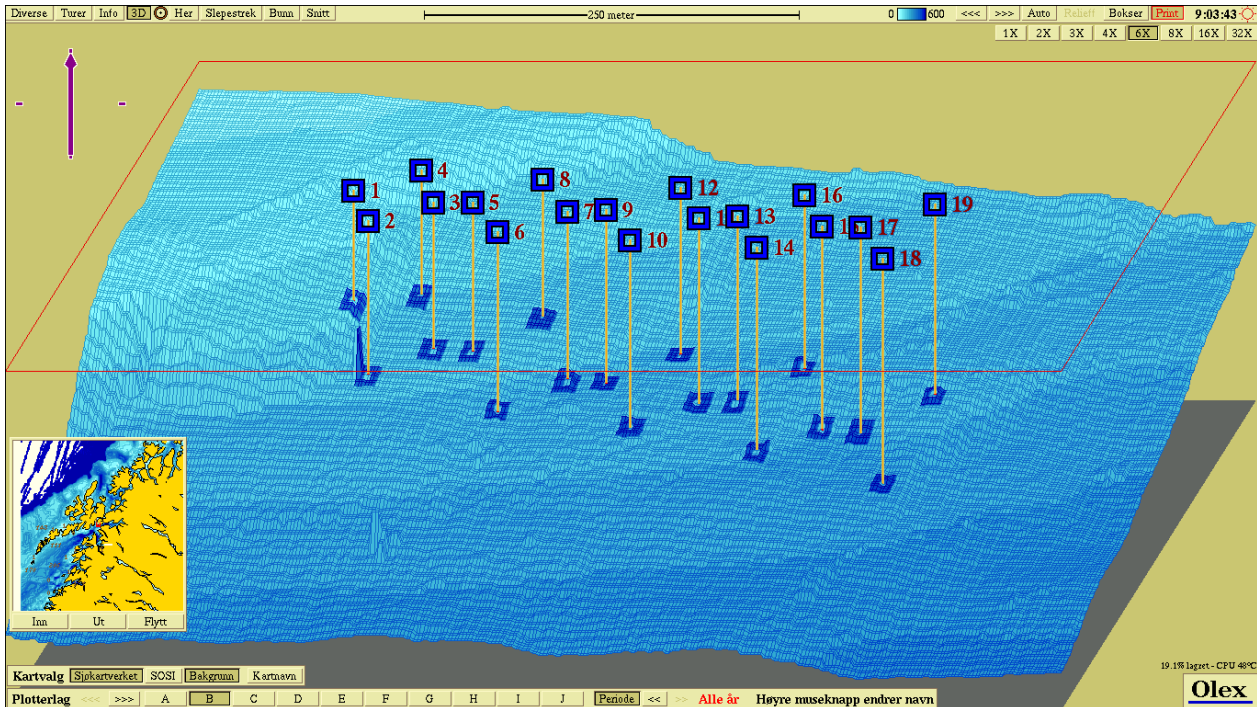 Diverse Turer Info 3D Her Slepestrek Bunn Snitt 250 meter 0 600 <<< >>> Auto Relieff Bokser Print 9:03:43
1X 2X 3X 4X 6X 8X 16X 32X
4
8
1
12
16
3
5
19
9
7
13
2
17
6
10
14
18
Inn Ut Flytt
19.1% lagret - CPU 48°C
Kartvalg Sjøkartverket SOSI Bakgrunn Kartnavn
Olex
Plotterlag <<< >>> A B C D E F G H I J Periode << >> Alle år Høyre museknapp endrer navn